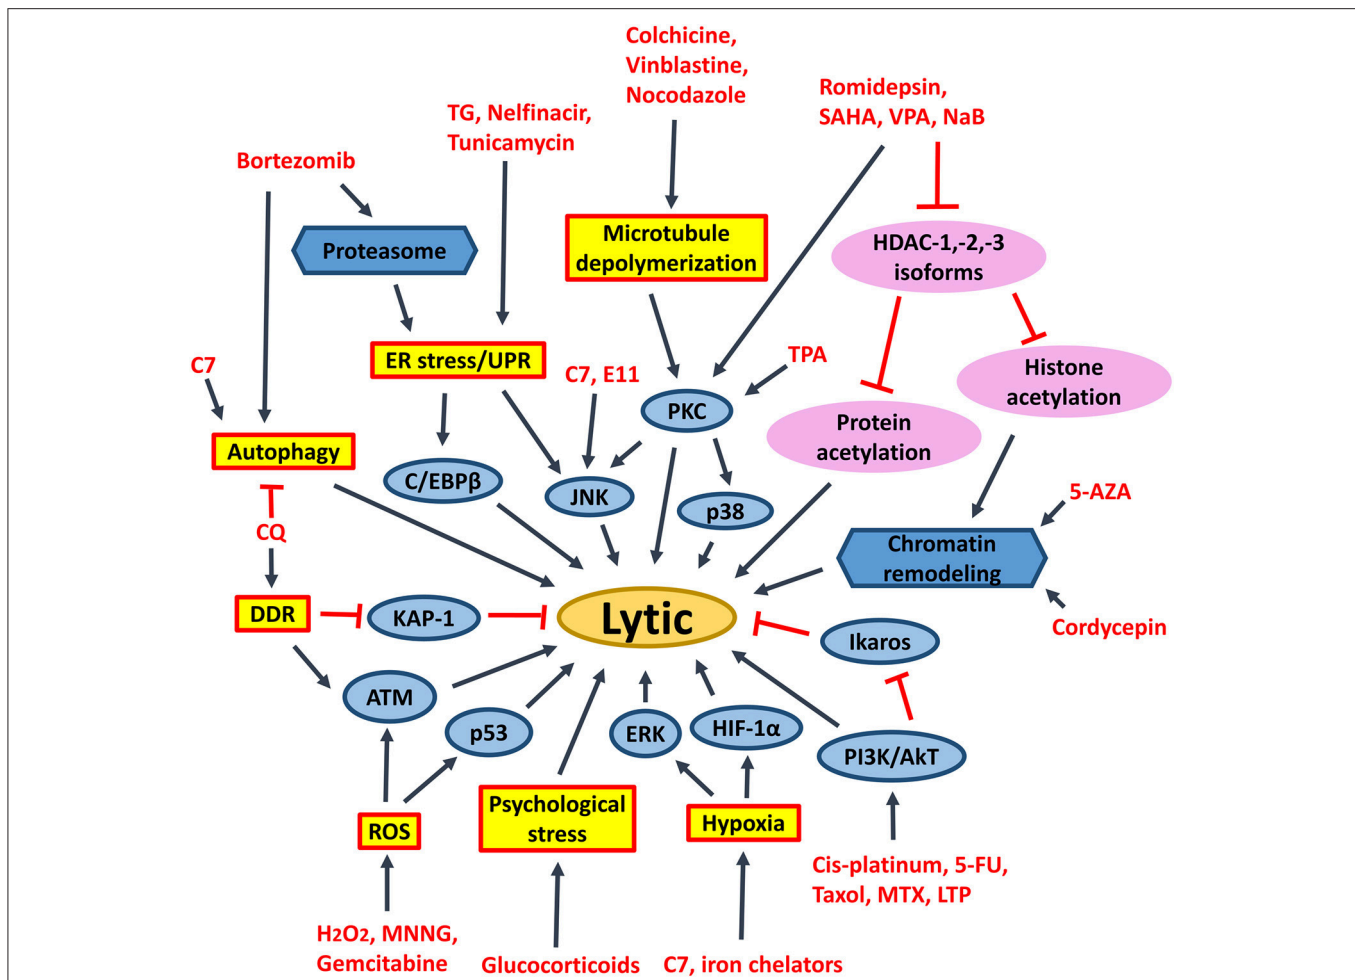 Colchicine,
Vinblastine,
Nocodazole
Romidepsin,
SAHA, VPA, NaB
TG, Nelfinacir,
Tunicamycin
Bortezomib
Proteasome
Microtubule
depolymerization
HDAC-1,-2,-3
isoforms
ER stress/UPR
C7
C7, E11
TPA
Histone
acetylation
PKC
Protein
acetylation
Autophagy
C/EBPβ
JNK
p38
5-AZA
CQ
Chromatin
remodeling
DDR
KAP-1
Lytic
Ikaros
Cordycepin
ATM
p53
ERK
HIF-1α
PI3K/AkT
ROS
Psychological
stress
Hypoxia
Cis-platinum, 5-FU,
Taxol, MTX, LTP
H2O2, MNNG,
Gemcitabine
Glucocorticoids
C7, iron chelators